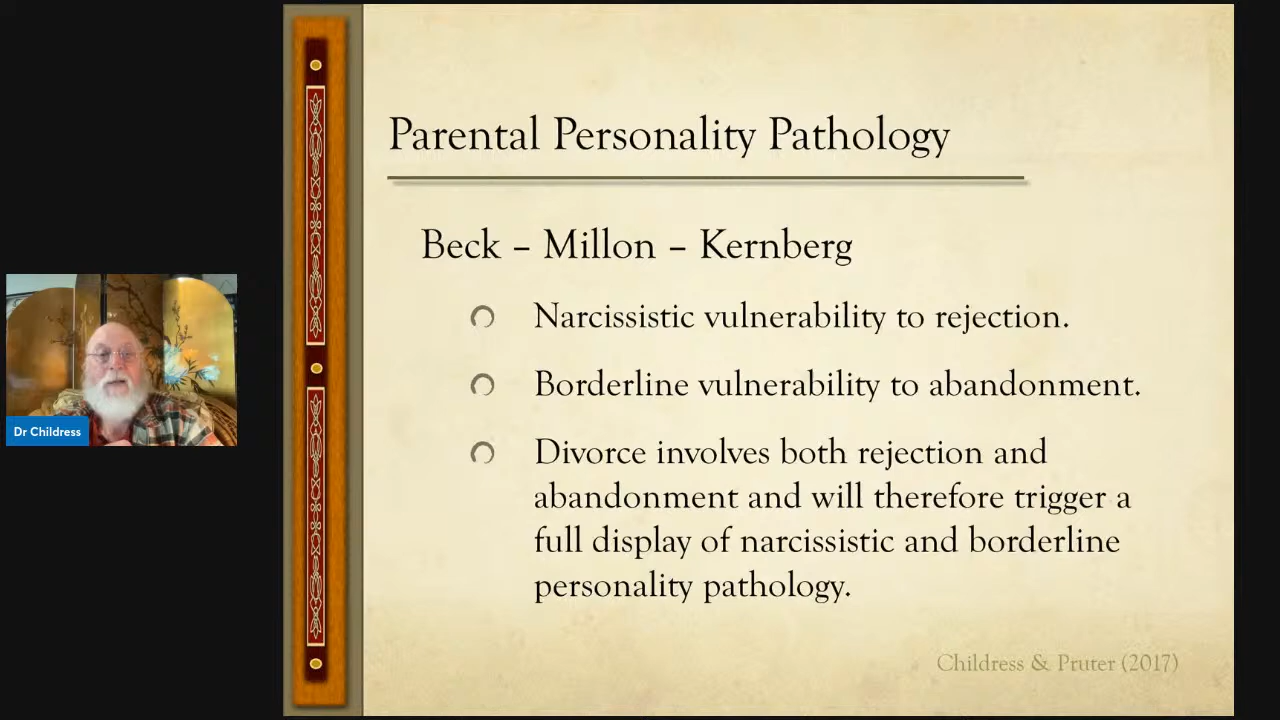 Parental Personality Pathology
Beck – Millon – Kernberg
Narcissistic vulnerability to rejection.
Borderline vulnerability to abandonment.
Divorce involves both rejection and
abandonment and will therefore trigger a
full display of narcissistic and borderline
personality pathology.
Childress & Pruter (2017)
Dr Childress